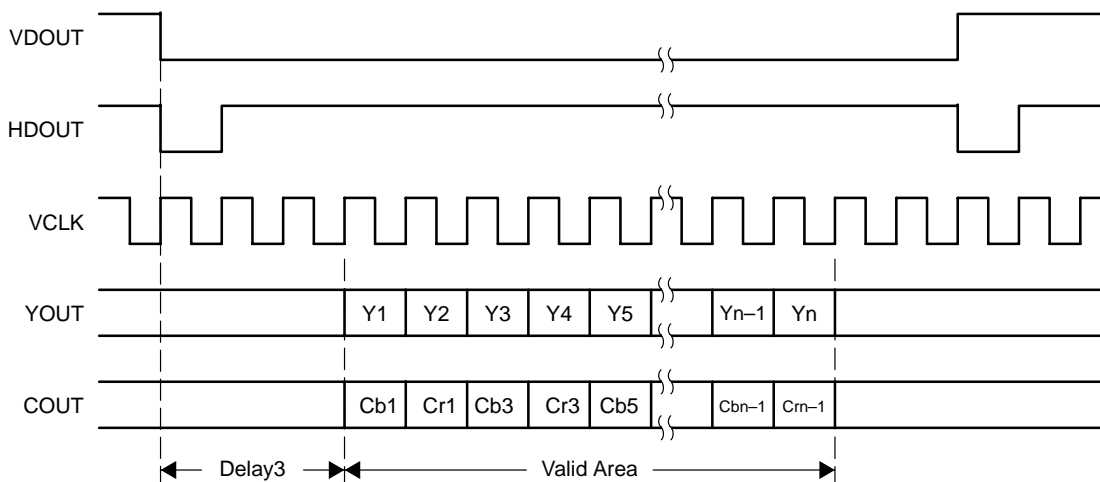 VDOUT
HDOUT
VCLK
YOUT Y1 Y2 Y3 Y4 Y5 Yn–1 Yn
COUT Cb1 Cr1 Cb3 Cr3 Cb5 Cbn–1 Crn–1
Delay3 Valid Area